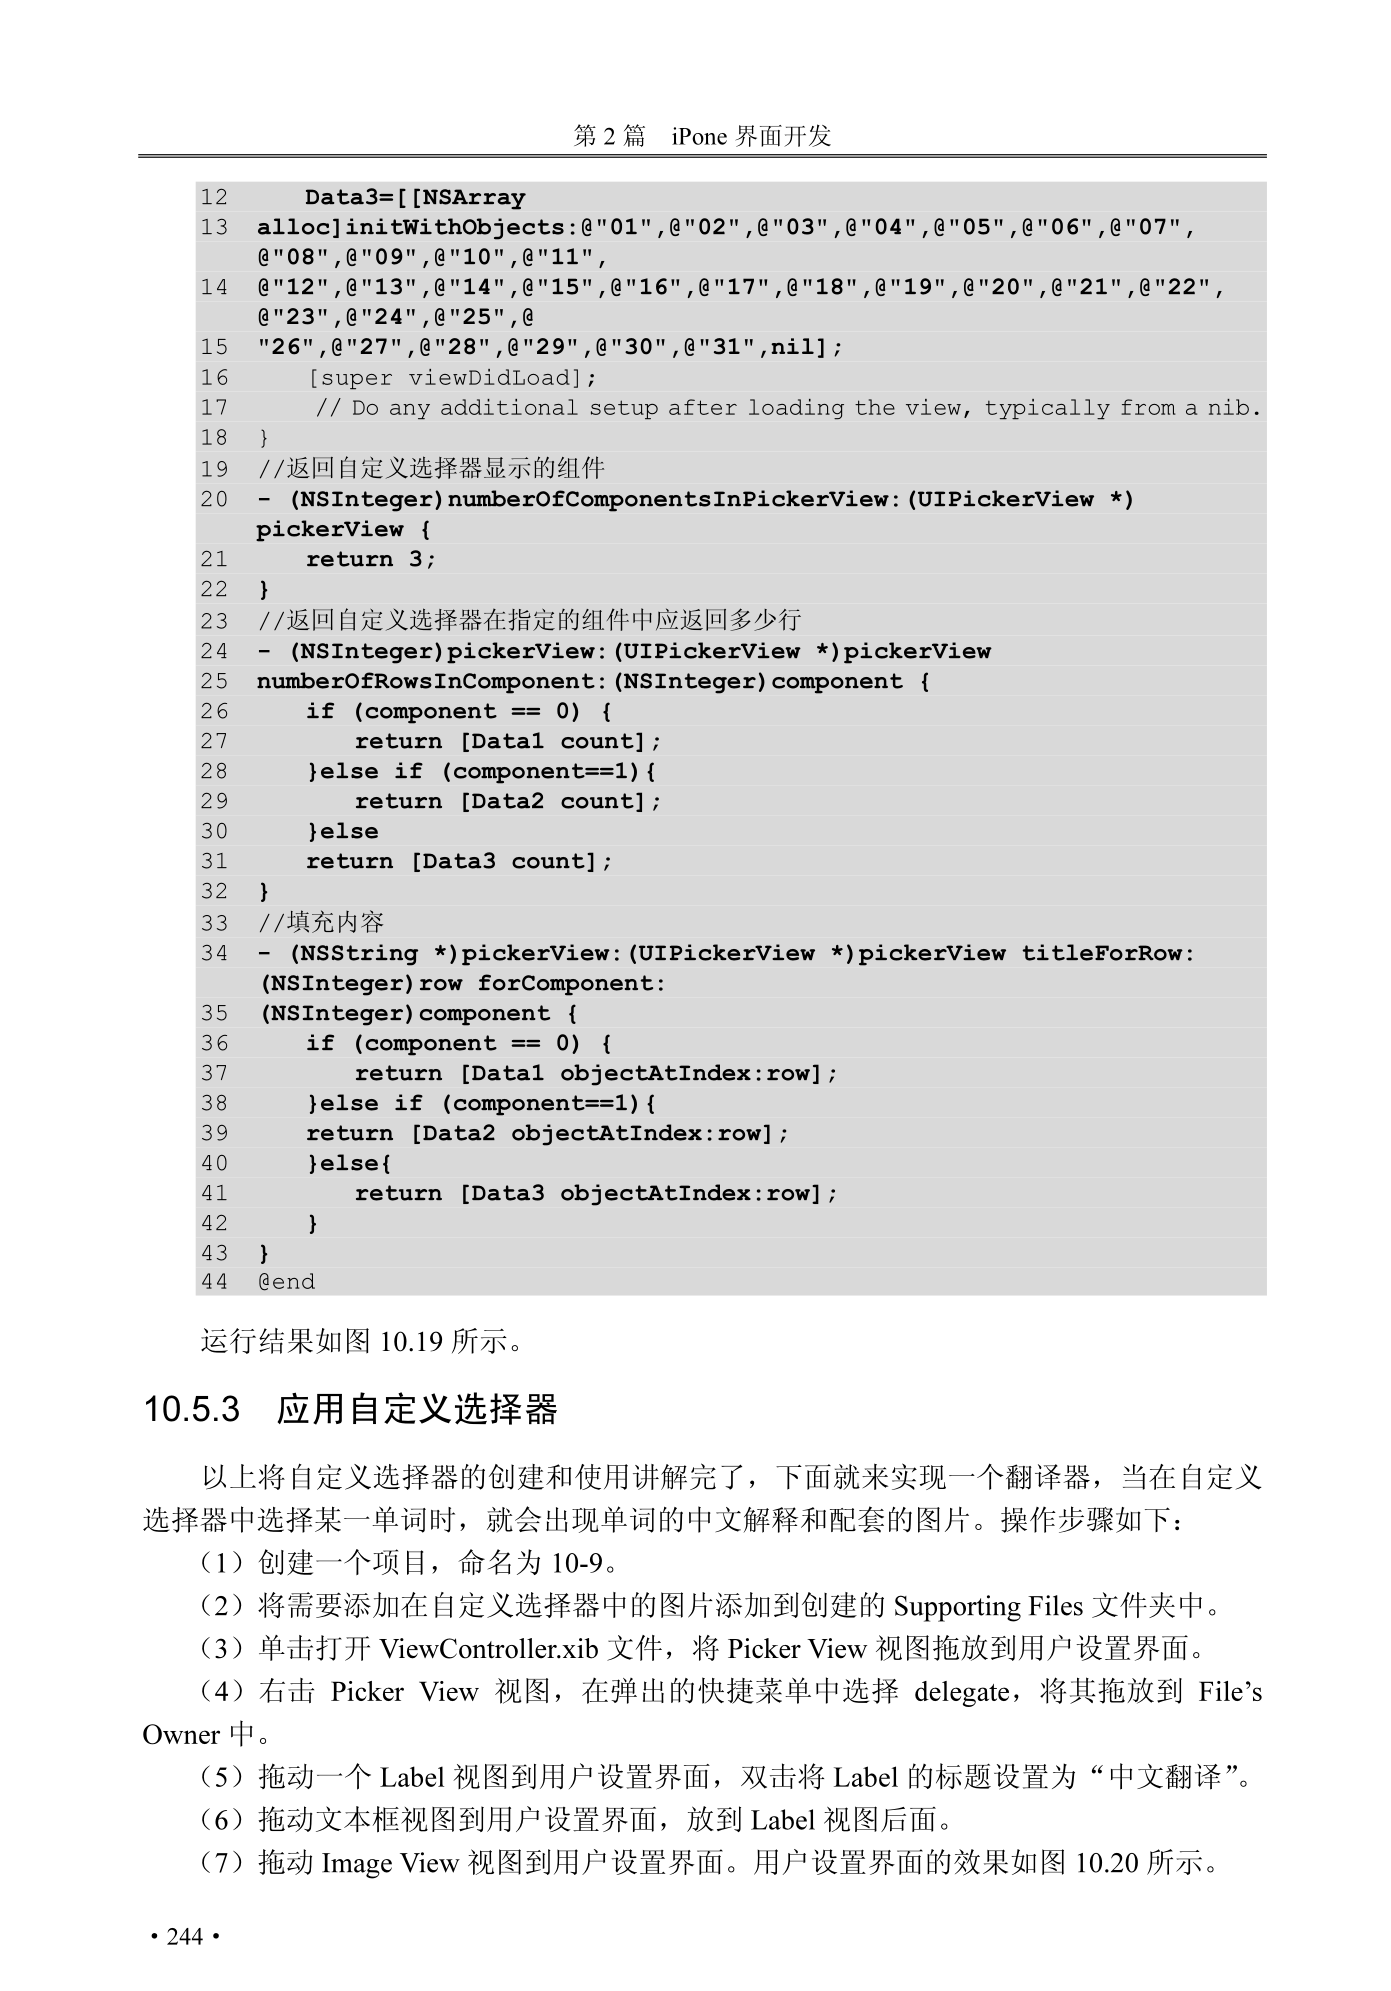 第 2 篇　iPone 界面开发
12      Data3=[[NSArray
13  alloc]initWithObjects:@"01",@"02",@"03",@"04",@"05",@"06",@"07",
    @"08",@"09",@"10",@"11",
14  @"12",@"13",@"14",@"15",@"16",@"17",@"18",@"19",@"20",@"21",@"22",
    @"23",@"24",@"25",@
15  "26",@"27",@"28",@"29",@"30",@"31",nil];
16      [super viewDidLoad];
17      // Do any additional setup after loading the view, typically from a nib.
18  }
19  //返回自定义选择器显示的组件
20  - (NSInteger)numberOfComponentsInPickerView:(UIPickerView *)
    pickerView {
21      return 3;
22  }
23  //返回自定义选择器在指定的组件中应返回多少行
24  - (NSInteger)pickerView:(UIPickerView *)pickerView
25  numberOfRowsInComponent:(NSInteger)component {
26      if (component == 0) {
27          return [Data1 count];
28      }else if (component==1){
29          return [Data2 count];
30      }else
31      return [Data3 count];
32  }
33  //填充内容
34  - (NSString *)pickerView:(UIPickerView *)pickerView titleForRow:
    (NSInteger)row forComponent:
35  (NSInteger)component {
36      if (component == 0) {
37          return [Data1 objectAtIndex:row];
38      }else if (component==1){
39      return [Data2 objectAtIndex:row];
40      }else{
41          return [Data3 objectAtIndex:row];
42      }
43  }
44  @end
运行结果如图 10.19 所示。
10.5.3　应用自定义选择器
以上将自定义选择器的创建和使用讲解完了，下面就来实现一个翻译器，当在自定义
选择器中选择某一单词时，就会出现单词的中文解释和配套的图片。操作步骤如下：
（1）创建一个项目，命名为 10-9。
（2）将需要添加在自定义选择器中的图片添加到创建的 Supporting Files 文件夹中。
（3）单击打开 ViewController.xib 文件，将 Picker View 视图拖放到用户设置界面。
（4）右击 Picker View 视图，在弹出的快捷菜单中选择 delegate，将其拖放到 File’s
Owner 中。
（5）拖动一个 Label 视图到用户设置界面，双击将 Label 的标题设置为“中文翻译”。
（6）拖动文本框视图到用户设置界面，放到 Label 视图后面。
（7）拖动 Image View 视图到用户设置界面。用户设置界面的效果如图 10.20 所示。
· 244 ·